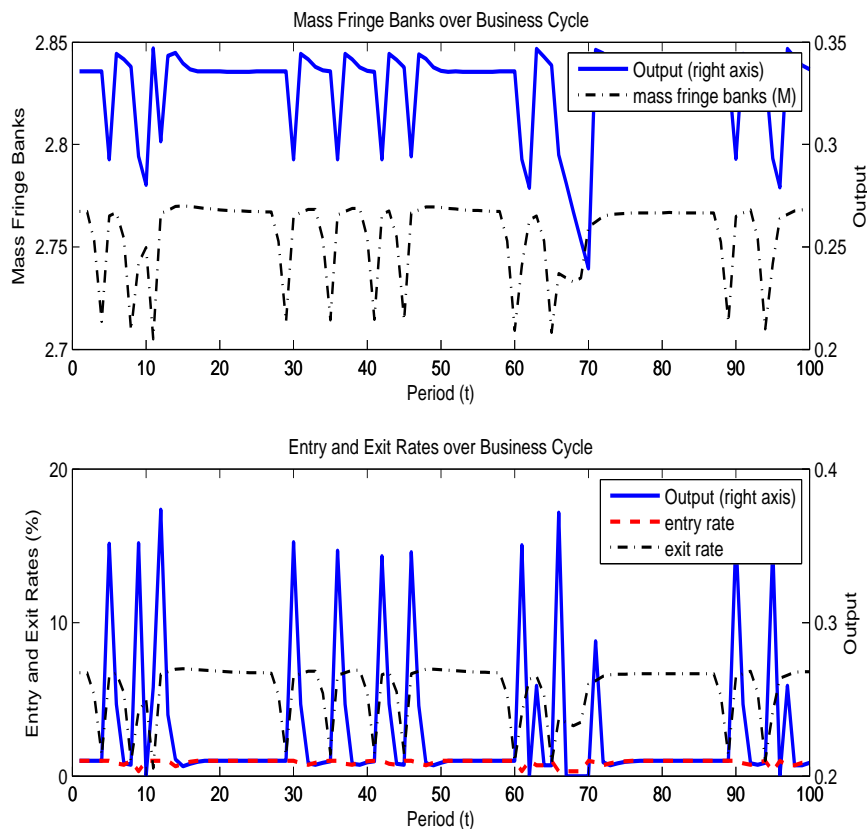 Mass Fringe Banks over Business Cycle
2.85
2.8
2.75
2.7
Mass Fringe Banks
0.35
0.3
0.25
0.2
Output
Output (right axis)
mass fringe banks (M)
0 10 20 30 40 50 60 70 80 90 100
Period (t)
Entry and Exit Rates over Business Cycle
20
15
10
5
0
Entry and Exit Rates (%)
0.4
0.3
0.2
Output
Output (right axis)
entry rate
exit rate
0 10 20 30 40 50 60 70 80 90 100
Period (t)